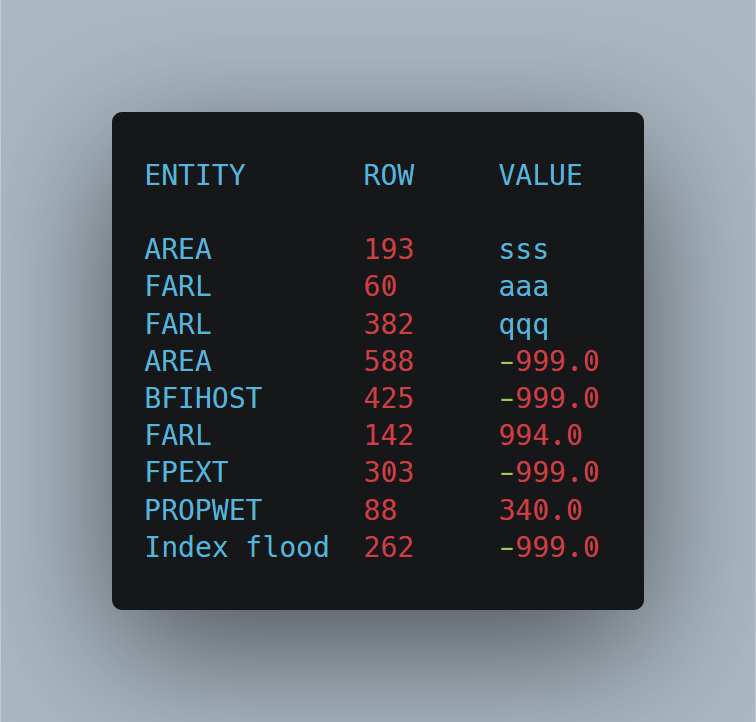 ENTITY ROW VALUE
AREA 193 sss
FARL 60 aaa
FARL 382 qqq
AREA 588 -999.0
BFIHOST 425 -999.0
FARL 142 994.0
FPEXT 303 -999.0
PROPWET 88 340.0
Index flood 262 -999.0